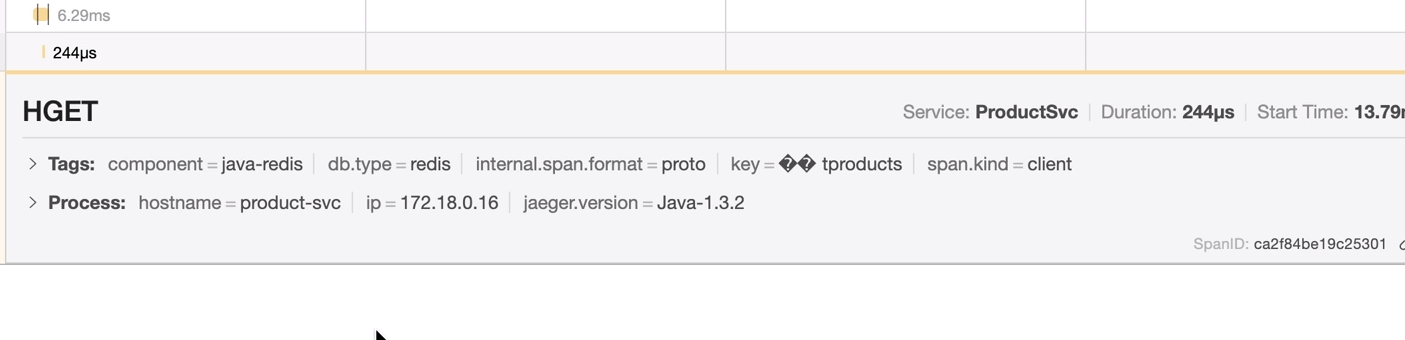 6.29ms
244μs
HGET Service: ProductSvc Duration: 244μs Start Time: 13.79
Tags: component = java-redis db.type = redis internal.span.format = proto key = �� tproducts span.kind = client
Process: hostname = product-svc ip = 172.18.0.16 jaeger.version = Java-1.3.2
SpanID: ca2f84be19c25301